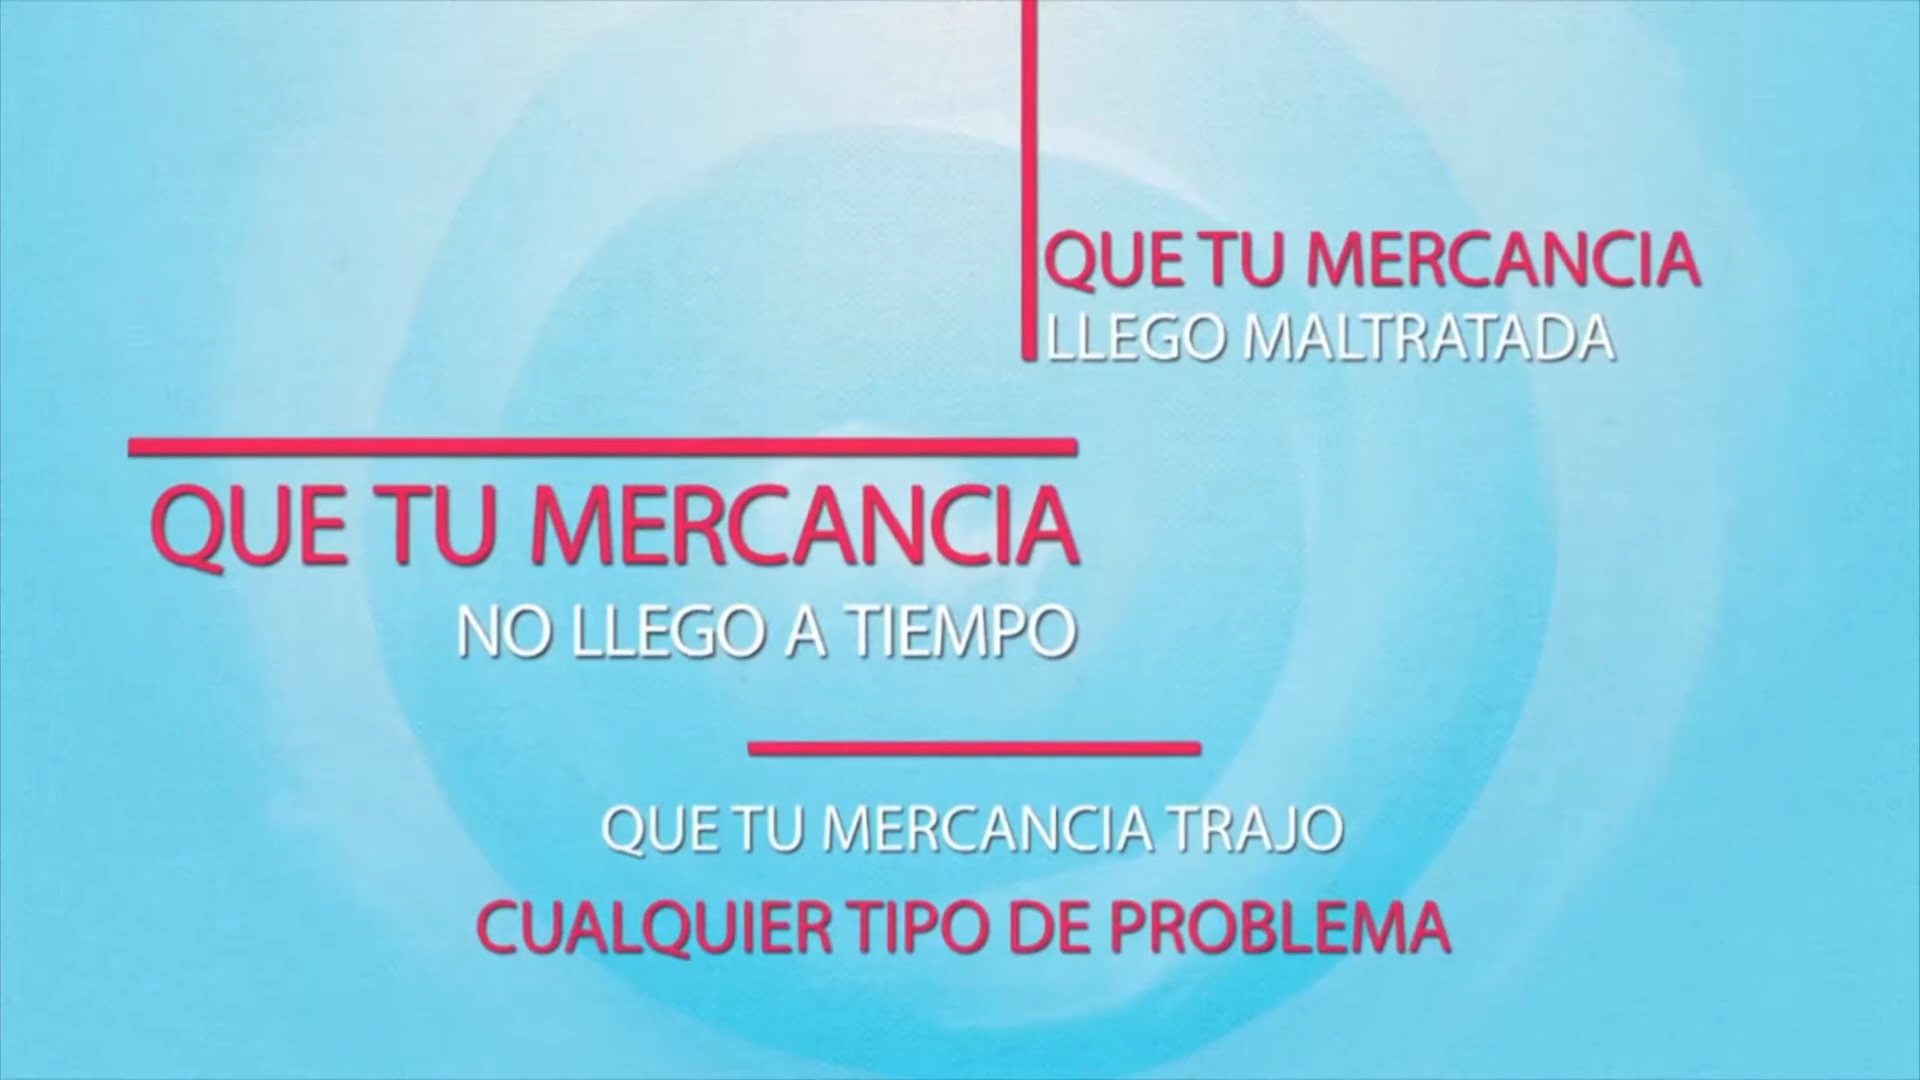 QUE TU MERCANCIA
LLEGO MALTRATADA
QUE TU MERCANCIA
NO LLEGO A TIEMPO
QUE TU MERCANCIA TRAJO
CUALQUIER TIPO DE PROBLEMA